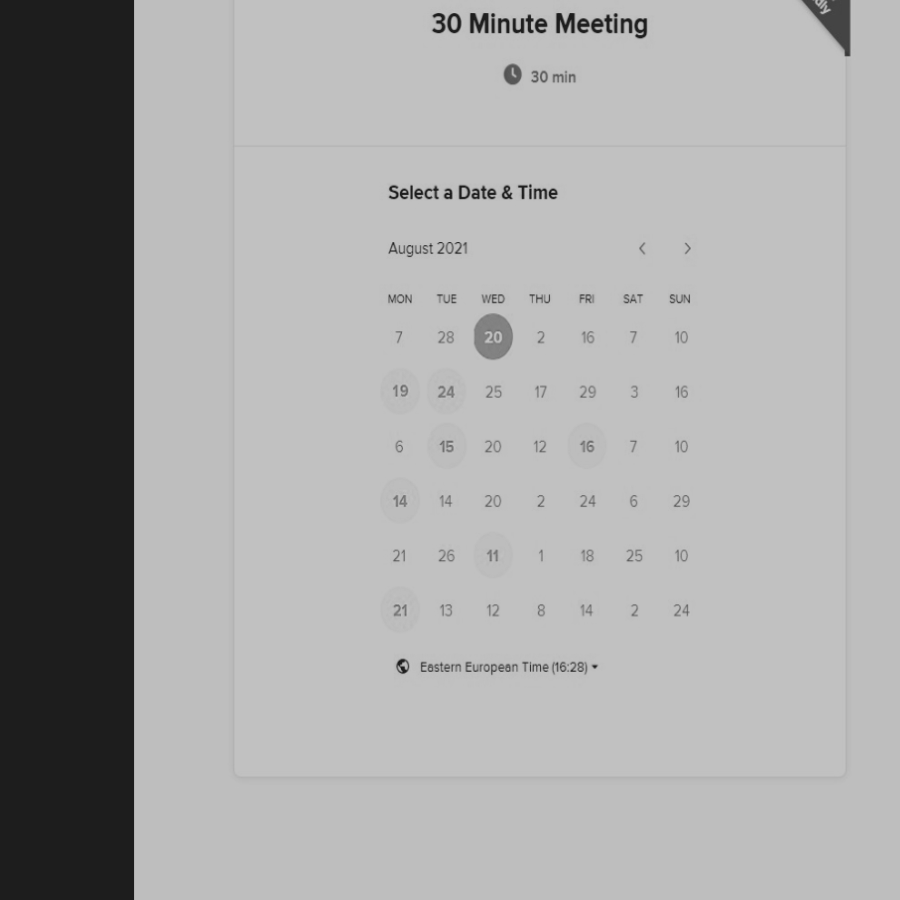 30 Minute Meeting
30 min
Select a Date & Time
August 2021
MON TUE WED THU FRI SAT SUN
7 28 20 2 16 7 10
19 24 25 17 29 3 16
6 15 20 12 16 7 10
14 14 20 2 24 6 29
21 26 11 1 18 25 10
21 13 12 8 14 2 24
Eastern European Time (16:28)